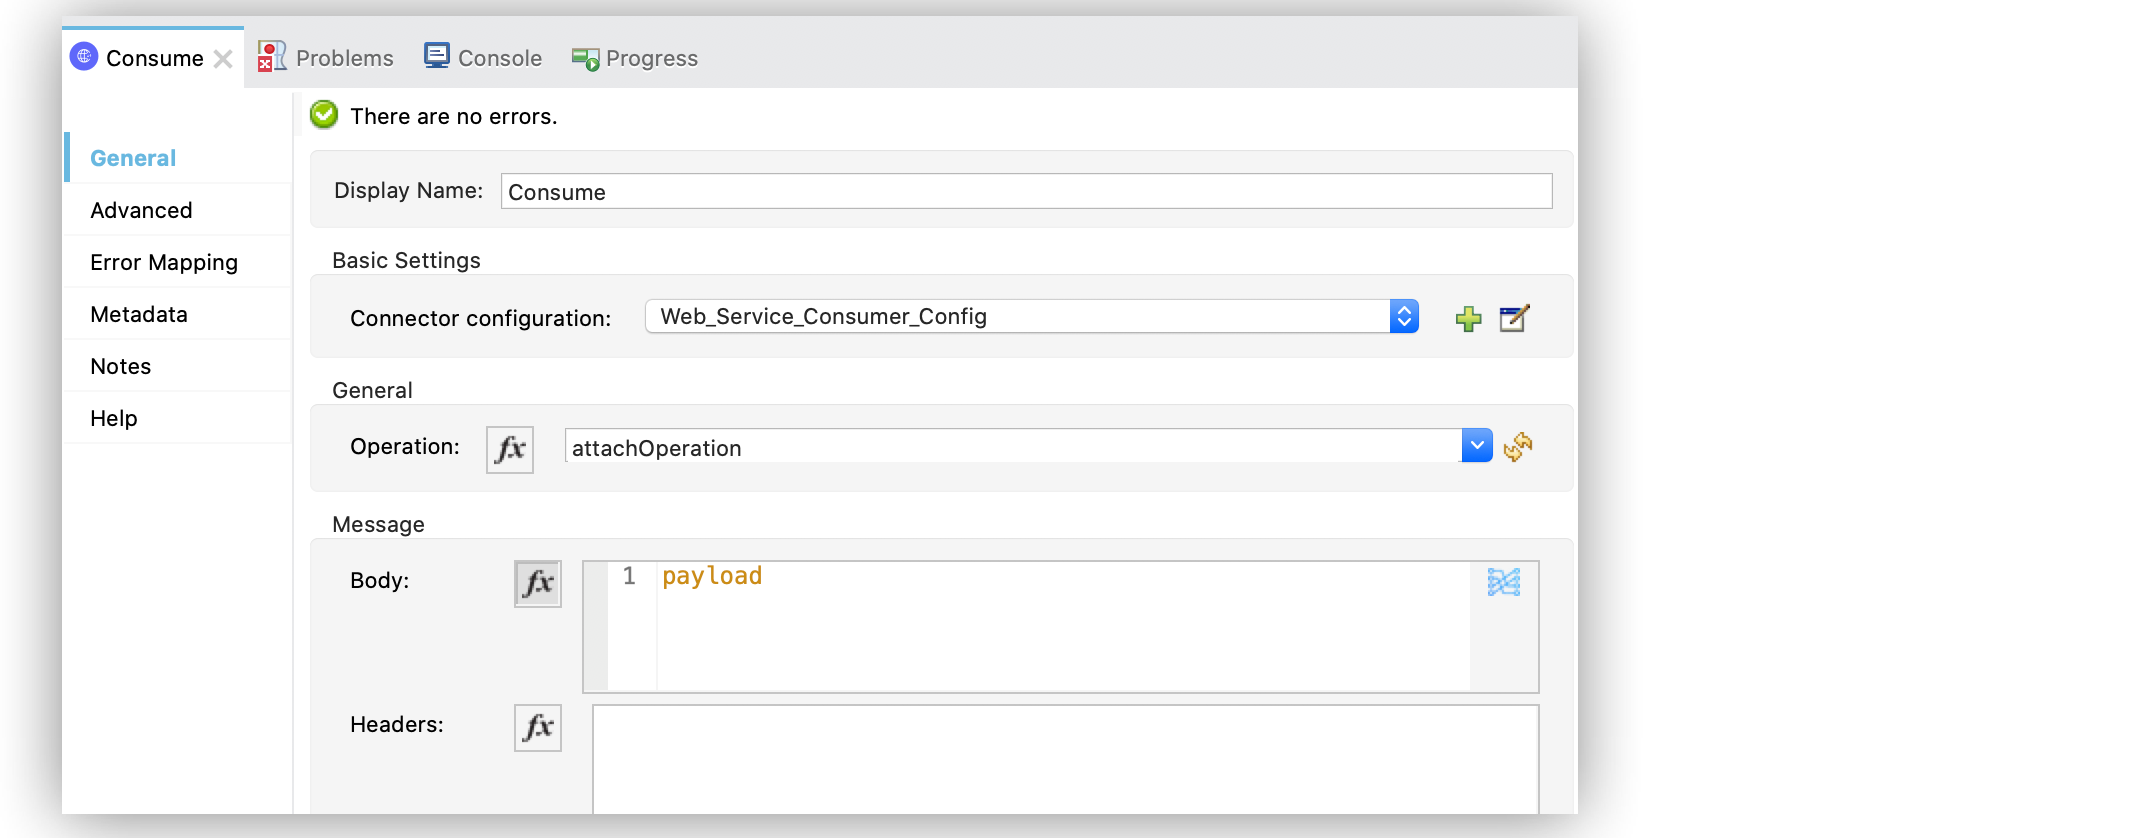 Consume Problems Console Progress
There are no errors.
General
Advanced
Error Mapping
Metadata
Notes
Help
Display Name: Consume
Basic Settings
Connector configuration: Web_Service_Consumer_Config
General
Operation: fx attachOperation
Message
Body: fx 1 payload
Headers: fx